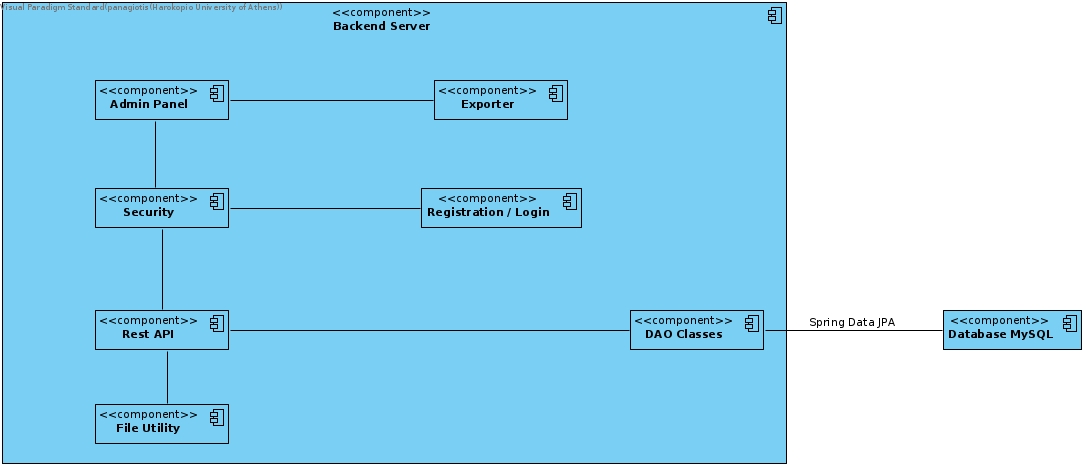 Visual Paradigm Standard(panagiotis(Harokopio University of Athens))
<<component>>
Backend Server
<<component>>
Admin Panel
<<component>>
Exporter
<<component>>
Security
<<component>>
Registration / Login
<<component>>
Rest API
<<component>>
DAO Classes
Spring Data JPA
<<component>>
Database MySQL
<<component>>
File Utility